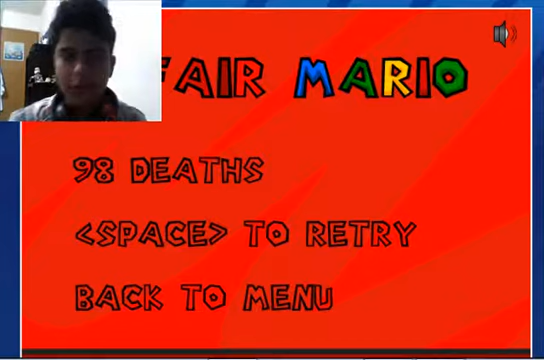 FAIR MARIO
98 DEATHS
<SPACE> TO RETRY
BACK TO MENU